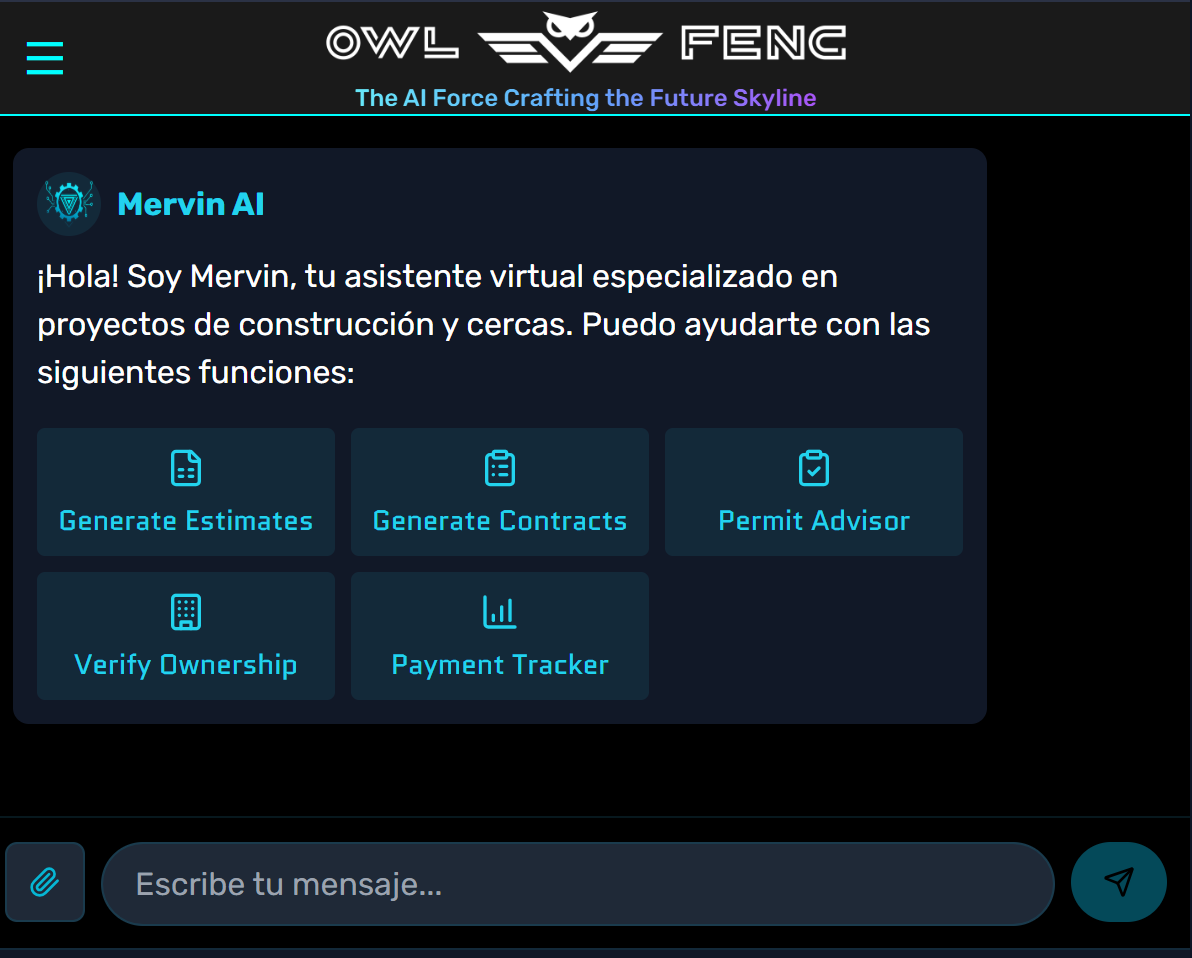 OWL FENC
The AI Force Crafting the Future Skyline
Mervin AI
¡Hola! Soy Mervin, tu asistente virtual especializado en
proyectos de construcción y cercas. Puedo ayudarte con las
siguientes funciones:
Generate Estimates
Generate Contracts
Permit Advisor
Verify Ownership
Payment Tracker
Escribe tu mensaje...